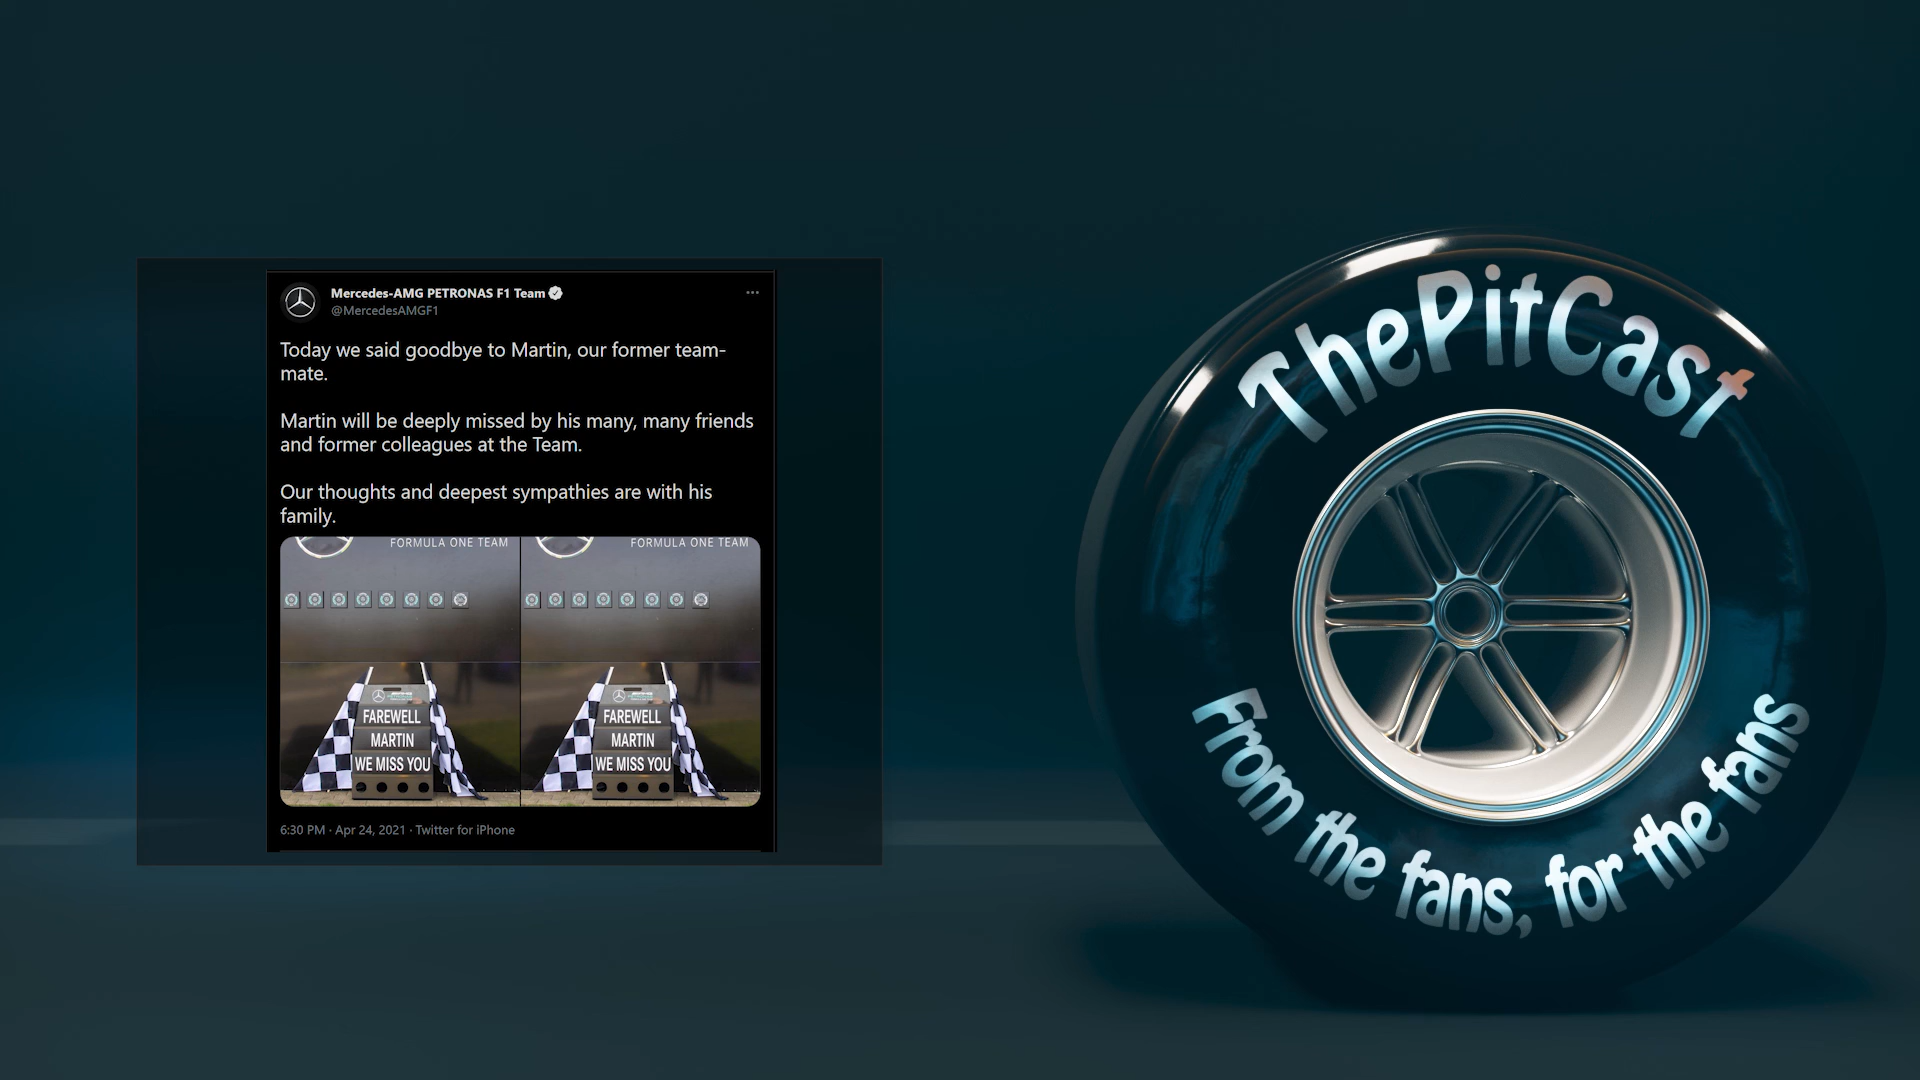 Mercedes-AMG PETRONAS F1 Team
@MercedesAMGF1
Today we said goodbye to Martin, our former team-
mate.
Martin will be deeply missed by his many, many friends
and former colleagues at the Team.
Our thoughts and deepest sympathies are with his
family.
FORMULA ONE TEAM
FORMULA ONE TEAM
FAREWELL
MARTIN
WE MISS YOU
FAREWELL
MARTIN
WE MISS YOU
6:30 PM · Apr 24, 2021 · Twitter for iPhone
ThePitCast
From the fans, for the fans